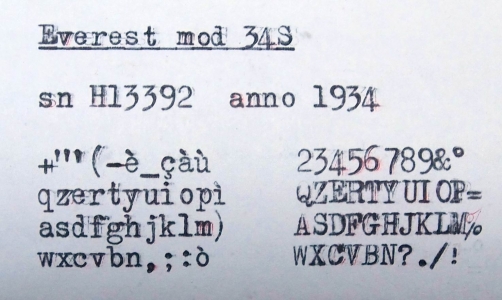 Everest mod 34S
sn H13392 anno 1934
+"'"(-è_çàù 23456789&°
qzertyuiopì QZERTYUIOP=
asdfghjklm) ASDFGHJKLM%
wxcvbn,;:ò WXCVBN?./!